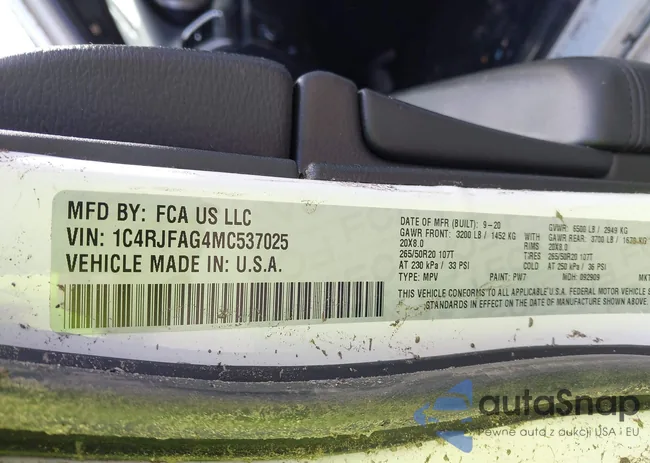 MFD BY: FCA US LLC
VIN: 1C4RJFAG4MC537025
VEHICLE MADE IN: U.S.A.
DATE OF MFR (BUILT): 9-20 GVWR: 6500 LB / 2949 KG
GAWR FRONT: 3200 LB / 1452 KG GAWR REAR: 3700 LB / 1678 KG
20X8.0 RIMS 20X8.0
265/50R20 107T TIRES 265/50R20 107T
AT 230 kPa / 33 PSI COLD AT 250 kPa / 36 PSI
TYPE: MPV PAINT: PW7 MDH: 092909 MKT
THIS VEHICLE CONFORMS TO ALL APPLICABLE U.S.A. FEDERAL MOTOR VEHICLE
STANDARDS IN EFFECT ON THE DATE OF MANUFACTURE SHOWN
autaSnap
Pewne auta z aukcji USA i EU